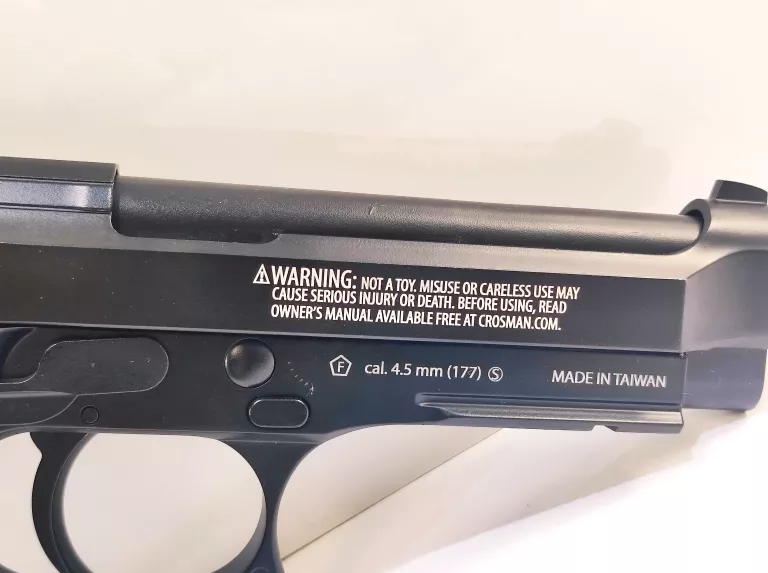 ⚠WARNING: NOT A TOY. MISUSE OR CARELESS USE MAY
CAUSE SERIOUS INJURY OR DEATH. BEFORE USING, READ
OWNER'S MANUAL AVAILABLE FREE AT CROSMAN.COM.
F cal. 4.5 mm (177) Ⓢ MADE IN TAIWAN